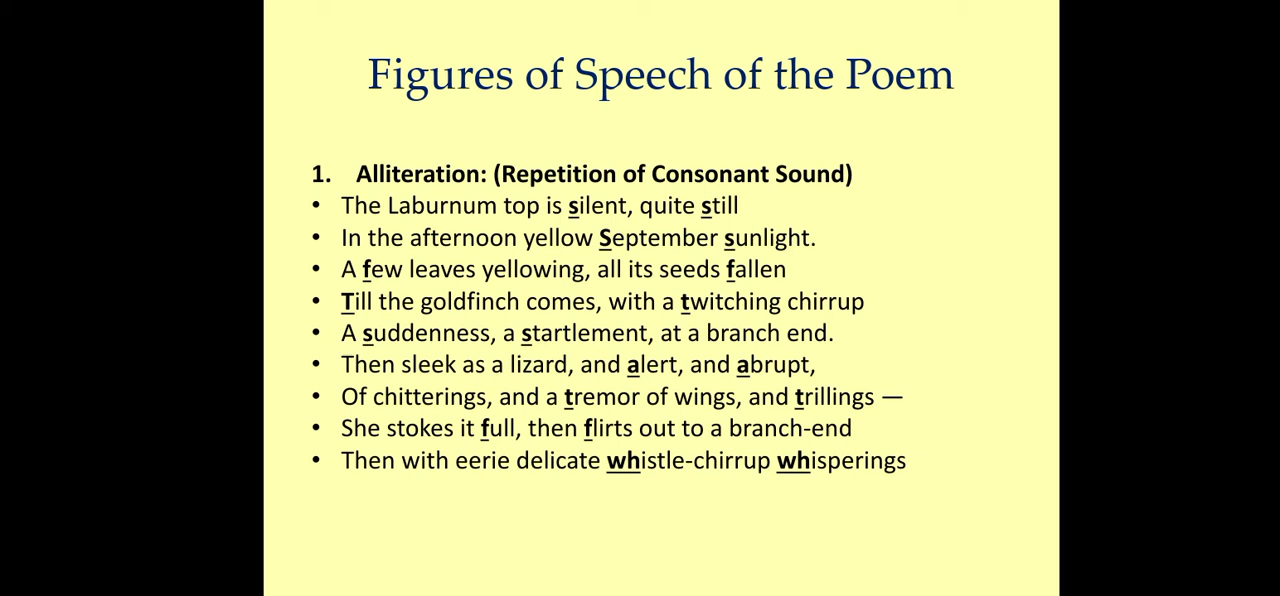 Figures of Speech of the Poem
1. Alliteration: (Repetition of Consonant Sound)
• The Laburnum top is silent, quite still
• In the afternoon yellow September sunlight.
• A few leaves yellowing, all its seeds fallen
• Till the goldfinch comes, with a twitching chirrup
• A suddenness, a startlement, at a branch end.
• Then sleek as a lizard, and alert, and abrupt,
• Of chitterings, and a tremor of wings, and trillings —
• She stokes it full, then flirts out to a branch-end
• Then with eerie delicate whistle-chirrup whisperings